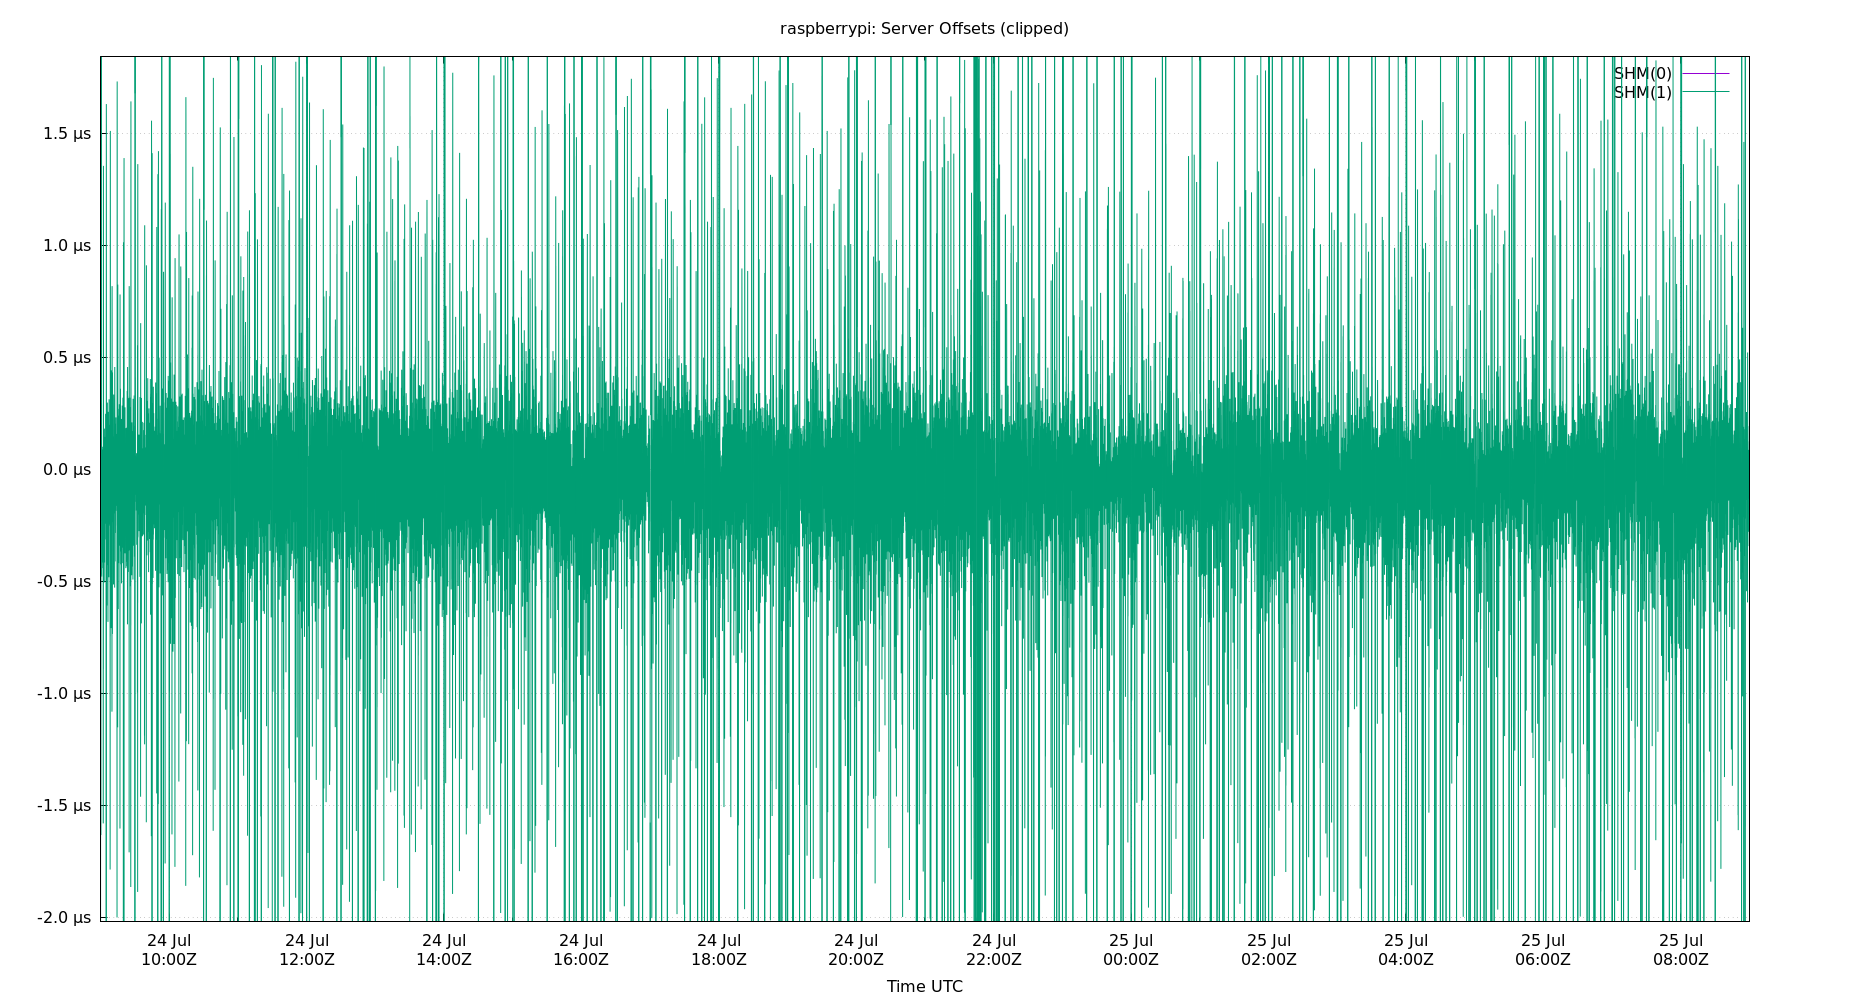 raspberrypi: Server Offsets (clipped)
SHM(0)
SHM(1)
1.5 µs
1.0 µs
0.5 µs
0.0 µs
-0.5 µs
-1.0 µs
-1.5 µs
-2.0 µs
24 Jul 24 Jul 24 Jul 24 Jul 24 Jul 24 Jul 24 Jul 25 Jul 25 Jul 25 Jul 25 Jul 25 Jul
10:00Z 12:00Z 14:00Z 16:00Z 18:00Z 20:00Z 22:00Z 00:00Z 02:00Z 04:00Z 06:00Z 08:00Z
Time UTC